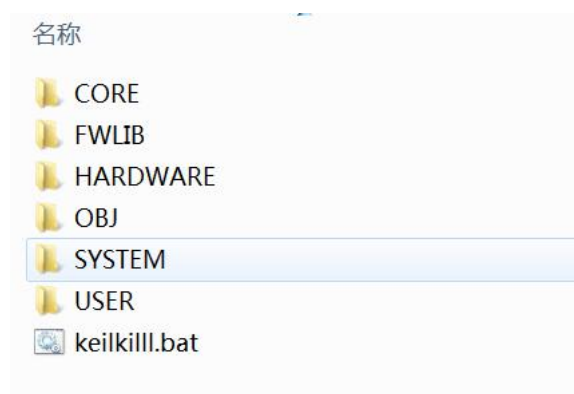 名称
CORE
FWLIB
HARDWARE
OBJ
SYSTEM
USER
keilkilll.bat